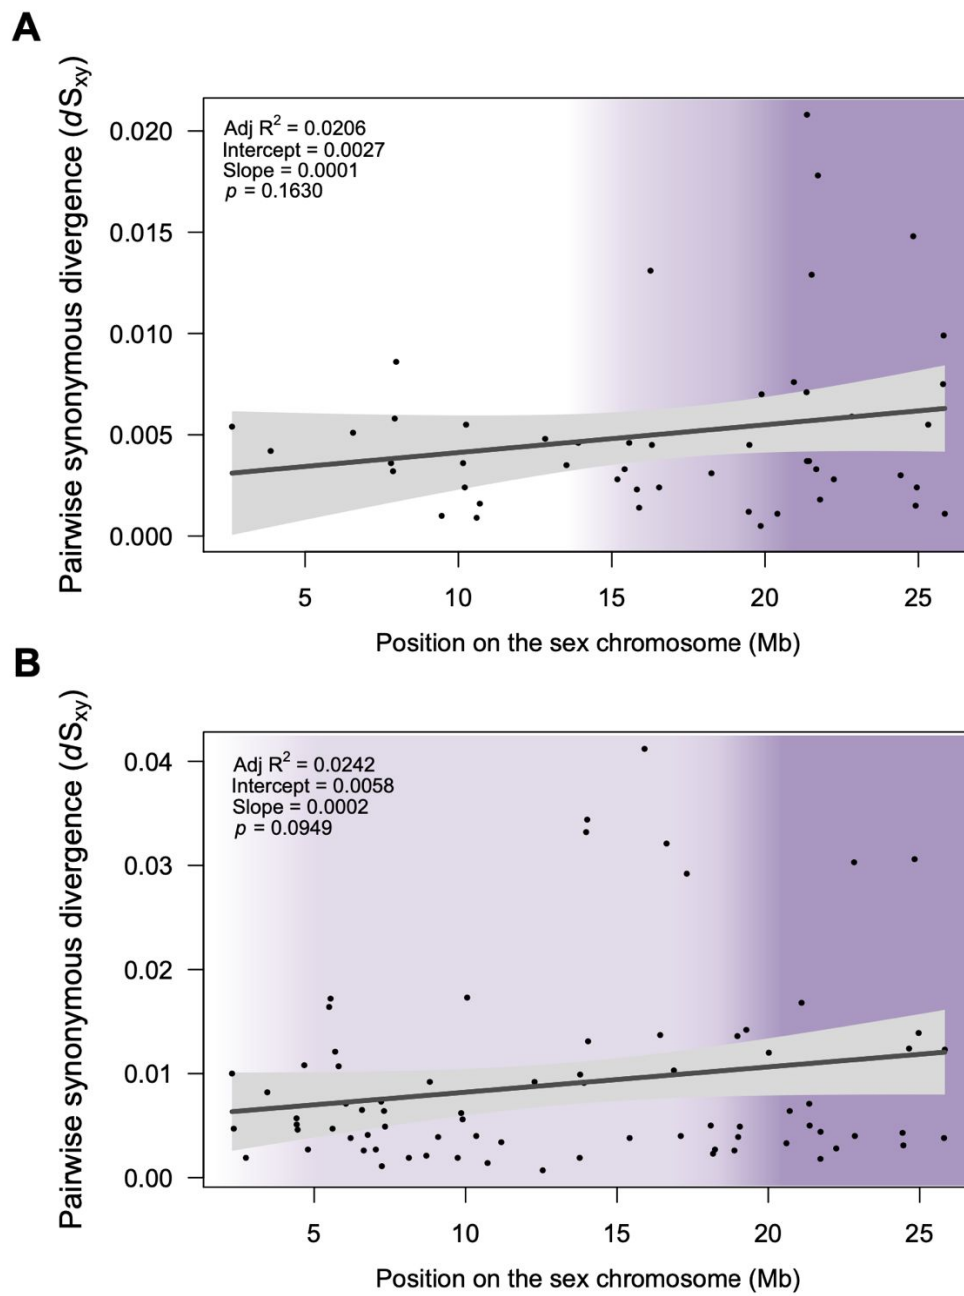 A
Pairwise synonymous divergence (dSxy)
0.020
0.015
0.010
0.005
0.000
Adj R² = 0.0206
Intercept = 0.0027
Slope = 0.0001
p = 0.1630
5 10 15 20 25
Position on the sex chromosome (Mb)
B
Pairwise synonymous divergence (dSxy)
0.04
0.03
0.02
0.01
0.00
Adj R² = 0.0242
Intercept = 0.0058
Slope = 0.0002
p = 0.0949
5 10 15 20 25
Position on the sex chromosome (Mb)